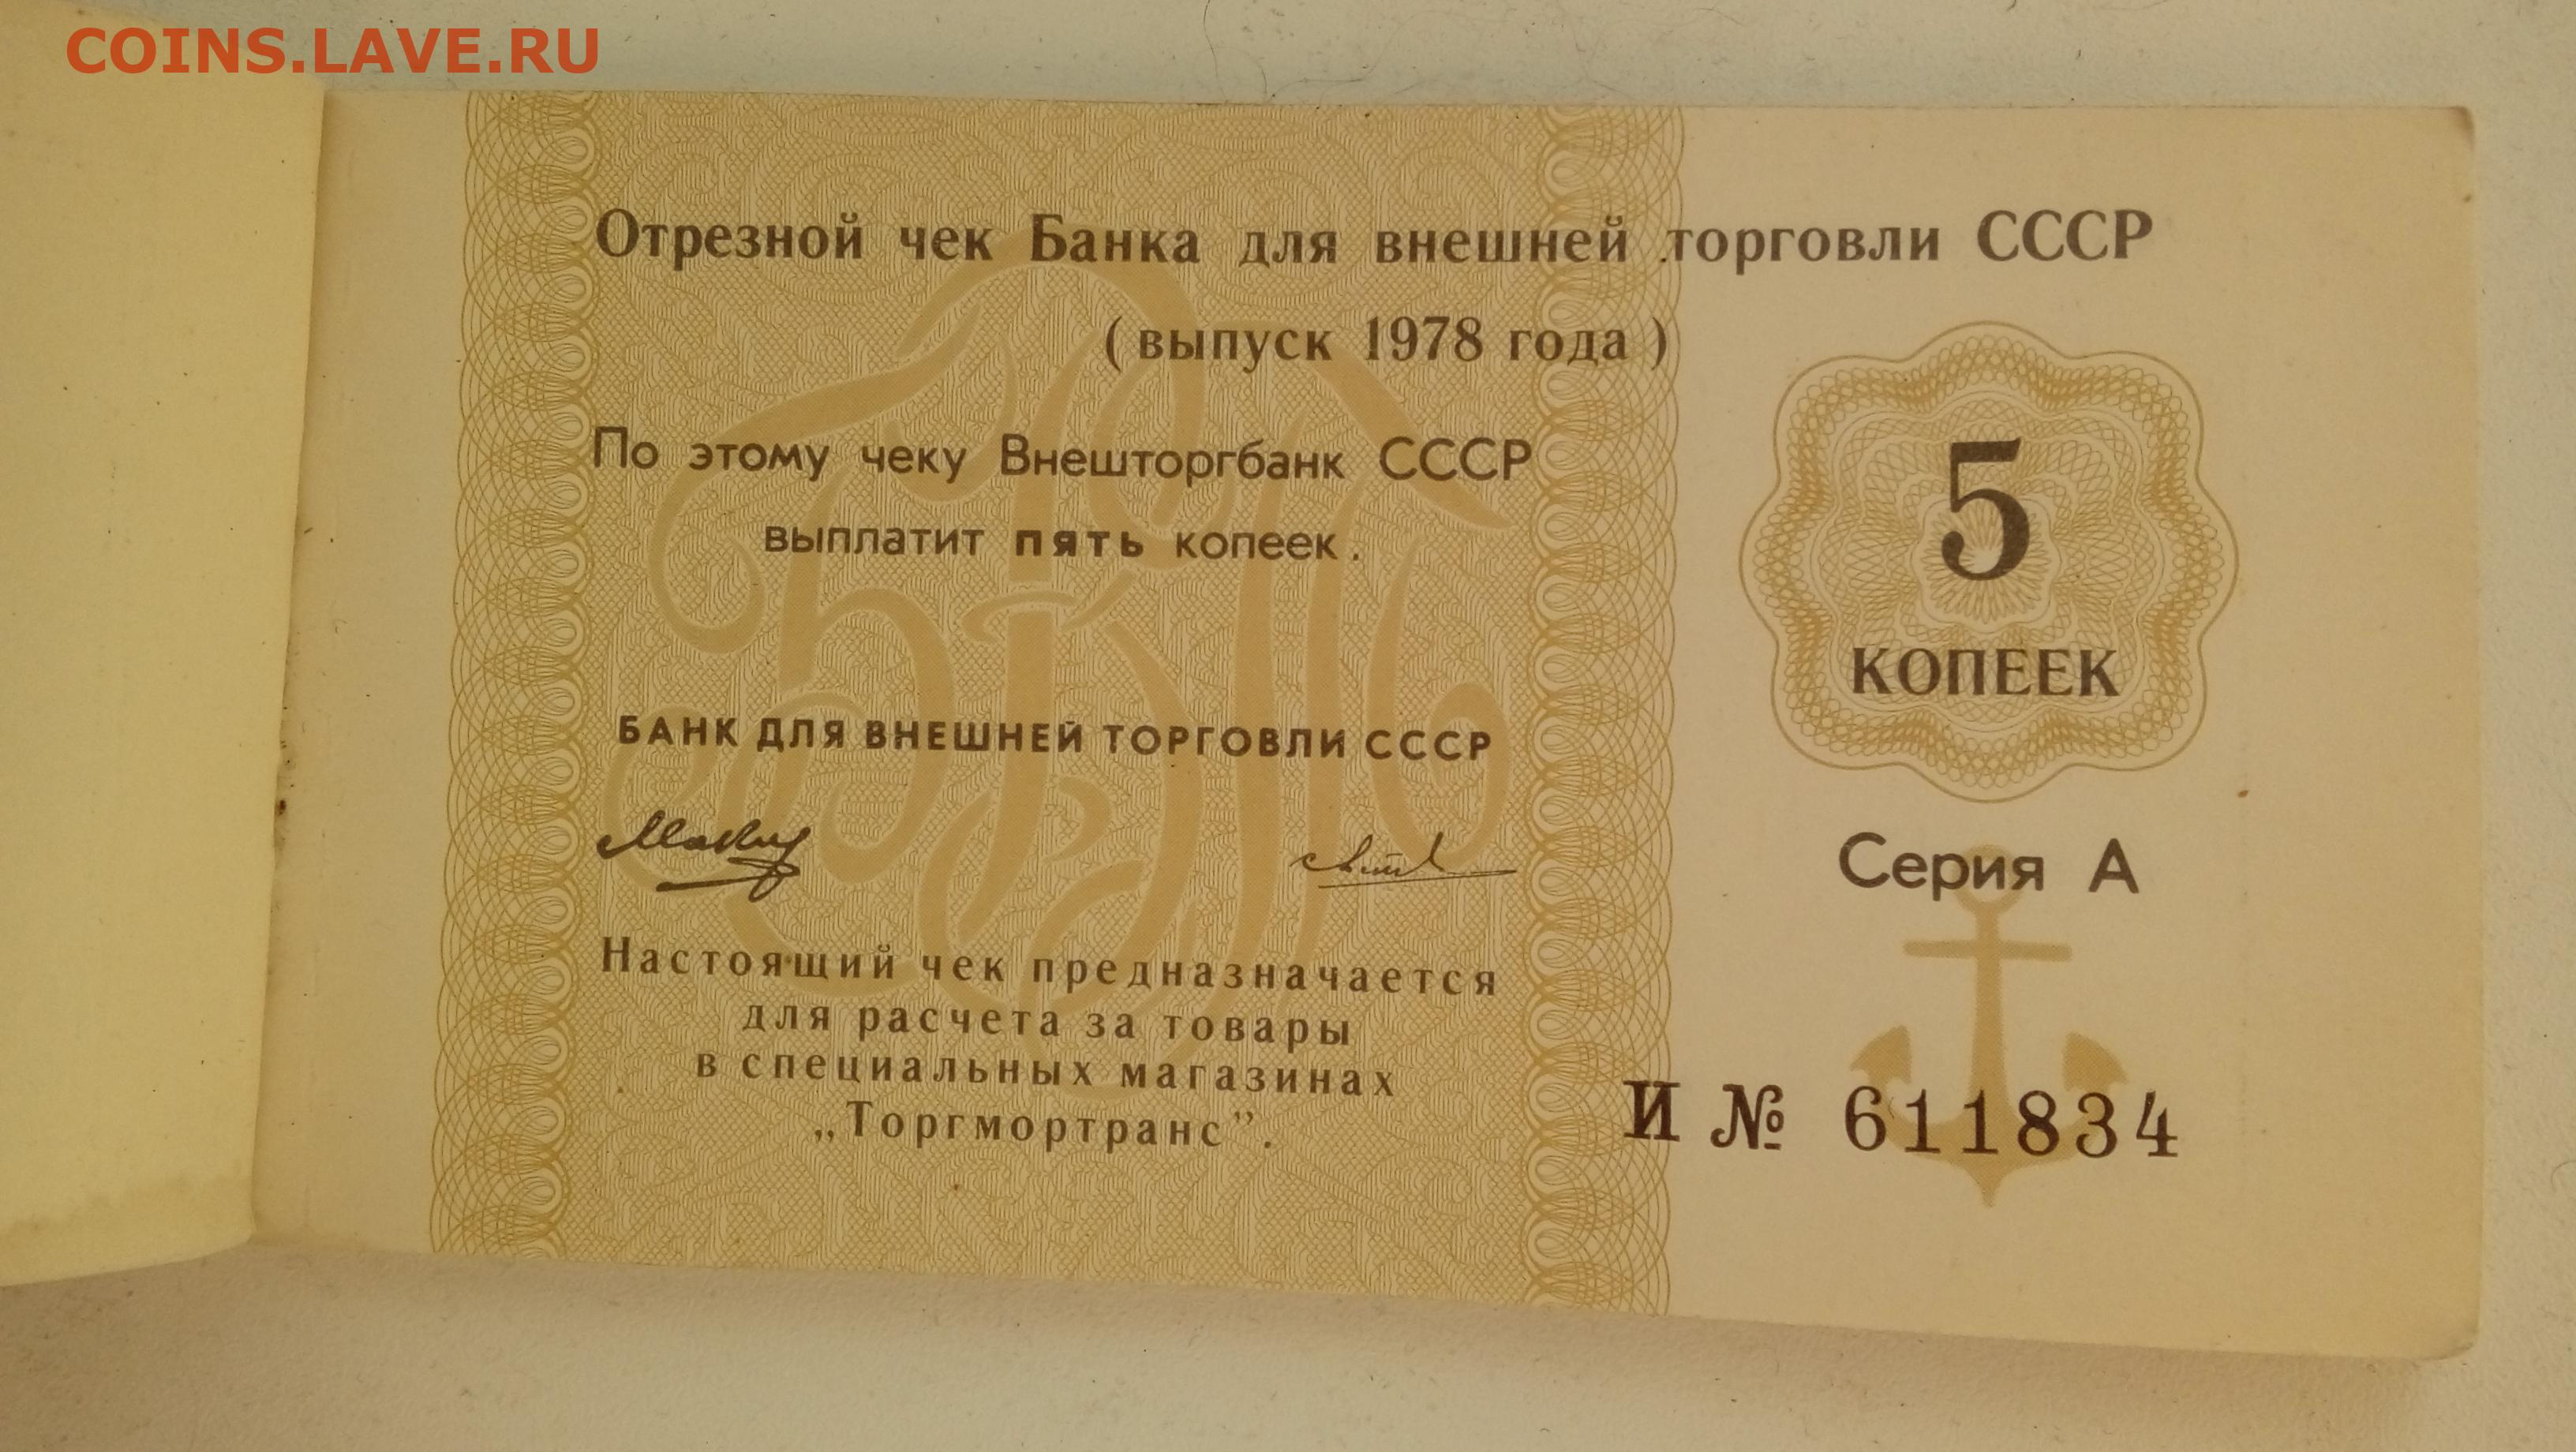 COINS.LAVE.RU
Отрезной чек Банка для внешней торговли СССР
( выпуск 1978 года )
По этому чеку Внешторгбанк СССР
выплатит пять копеек.
5
КОПЕЕК
БАНК ДЛЯ ВНЕШНЕЙ ТОРГОВЛИ СССР
Серия А
Настоящий чек предназначается
для расчета за товары
в специальных магазинах
„Торгмортранс”.
И № 611834